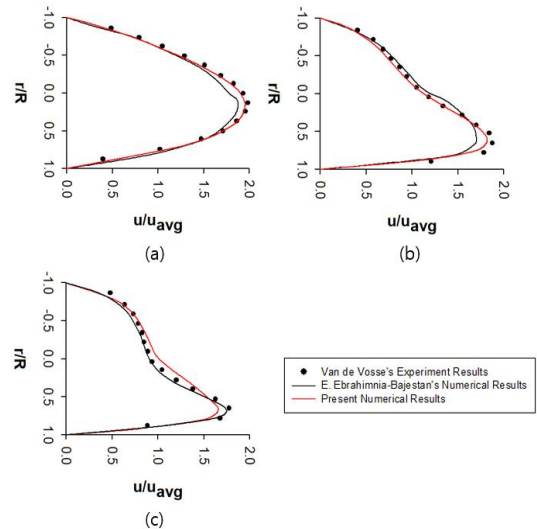 -1.0
-0.5
0.0
0.5
1.0
r/R
0.0 0.5 1.0 1.5 2.0
u/uavg
(a)
-1.0
-0.5
0.0
0.5
1.0
r/R
0.0 0.5 1.0 1.5 2.0
u/uavg
(b)
-1.0
-0.5
0.0
0.5
1.0
r/R
0.0 0.5 1.0 1.5 2.0
u/uavg
(c)
Van de Vosse's Experiment Results
E. Ebrahimnia-Bajestan's Numerical Results
Present Numerical Results